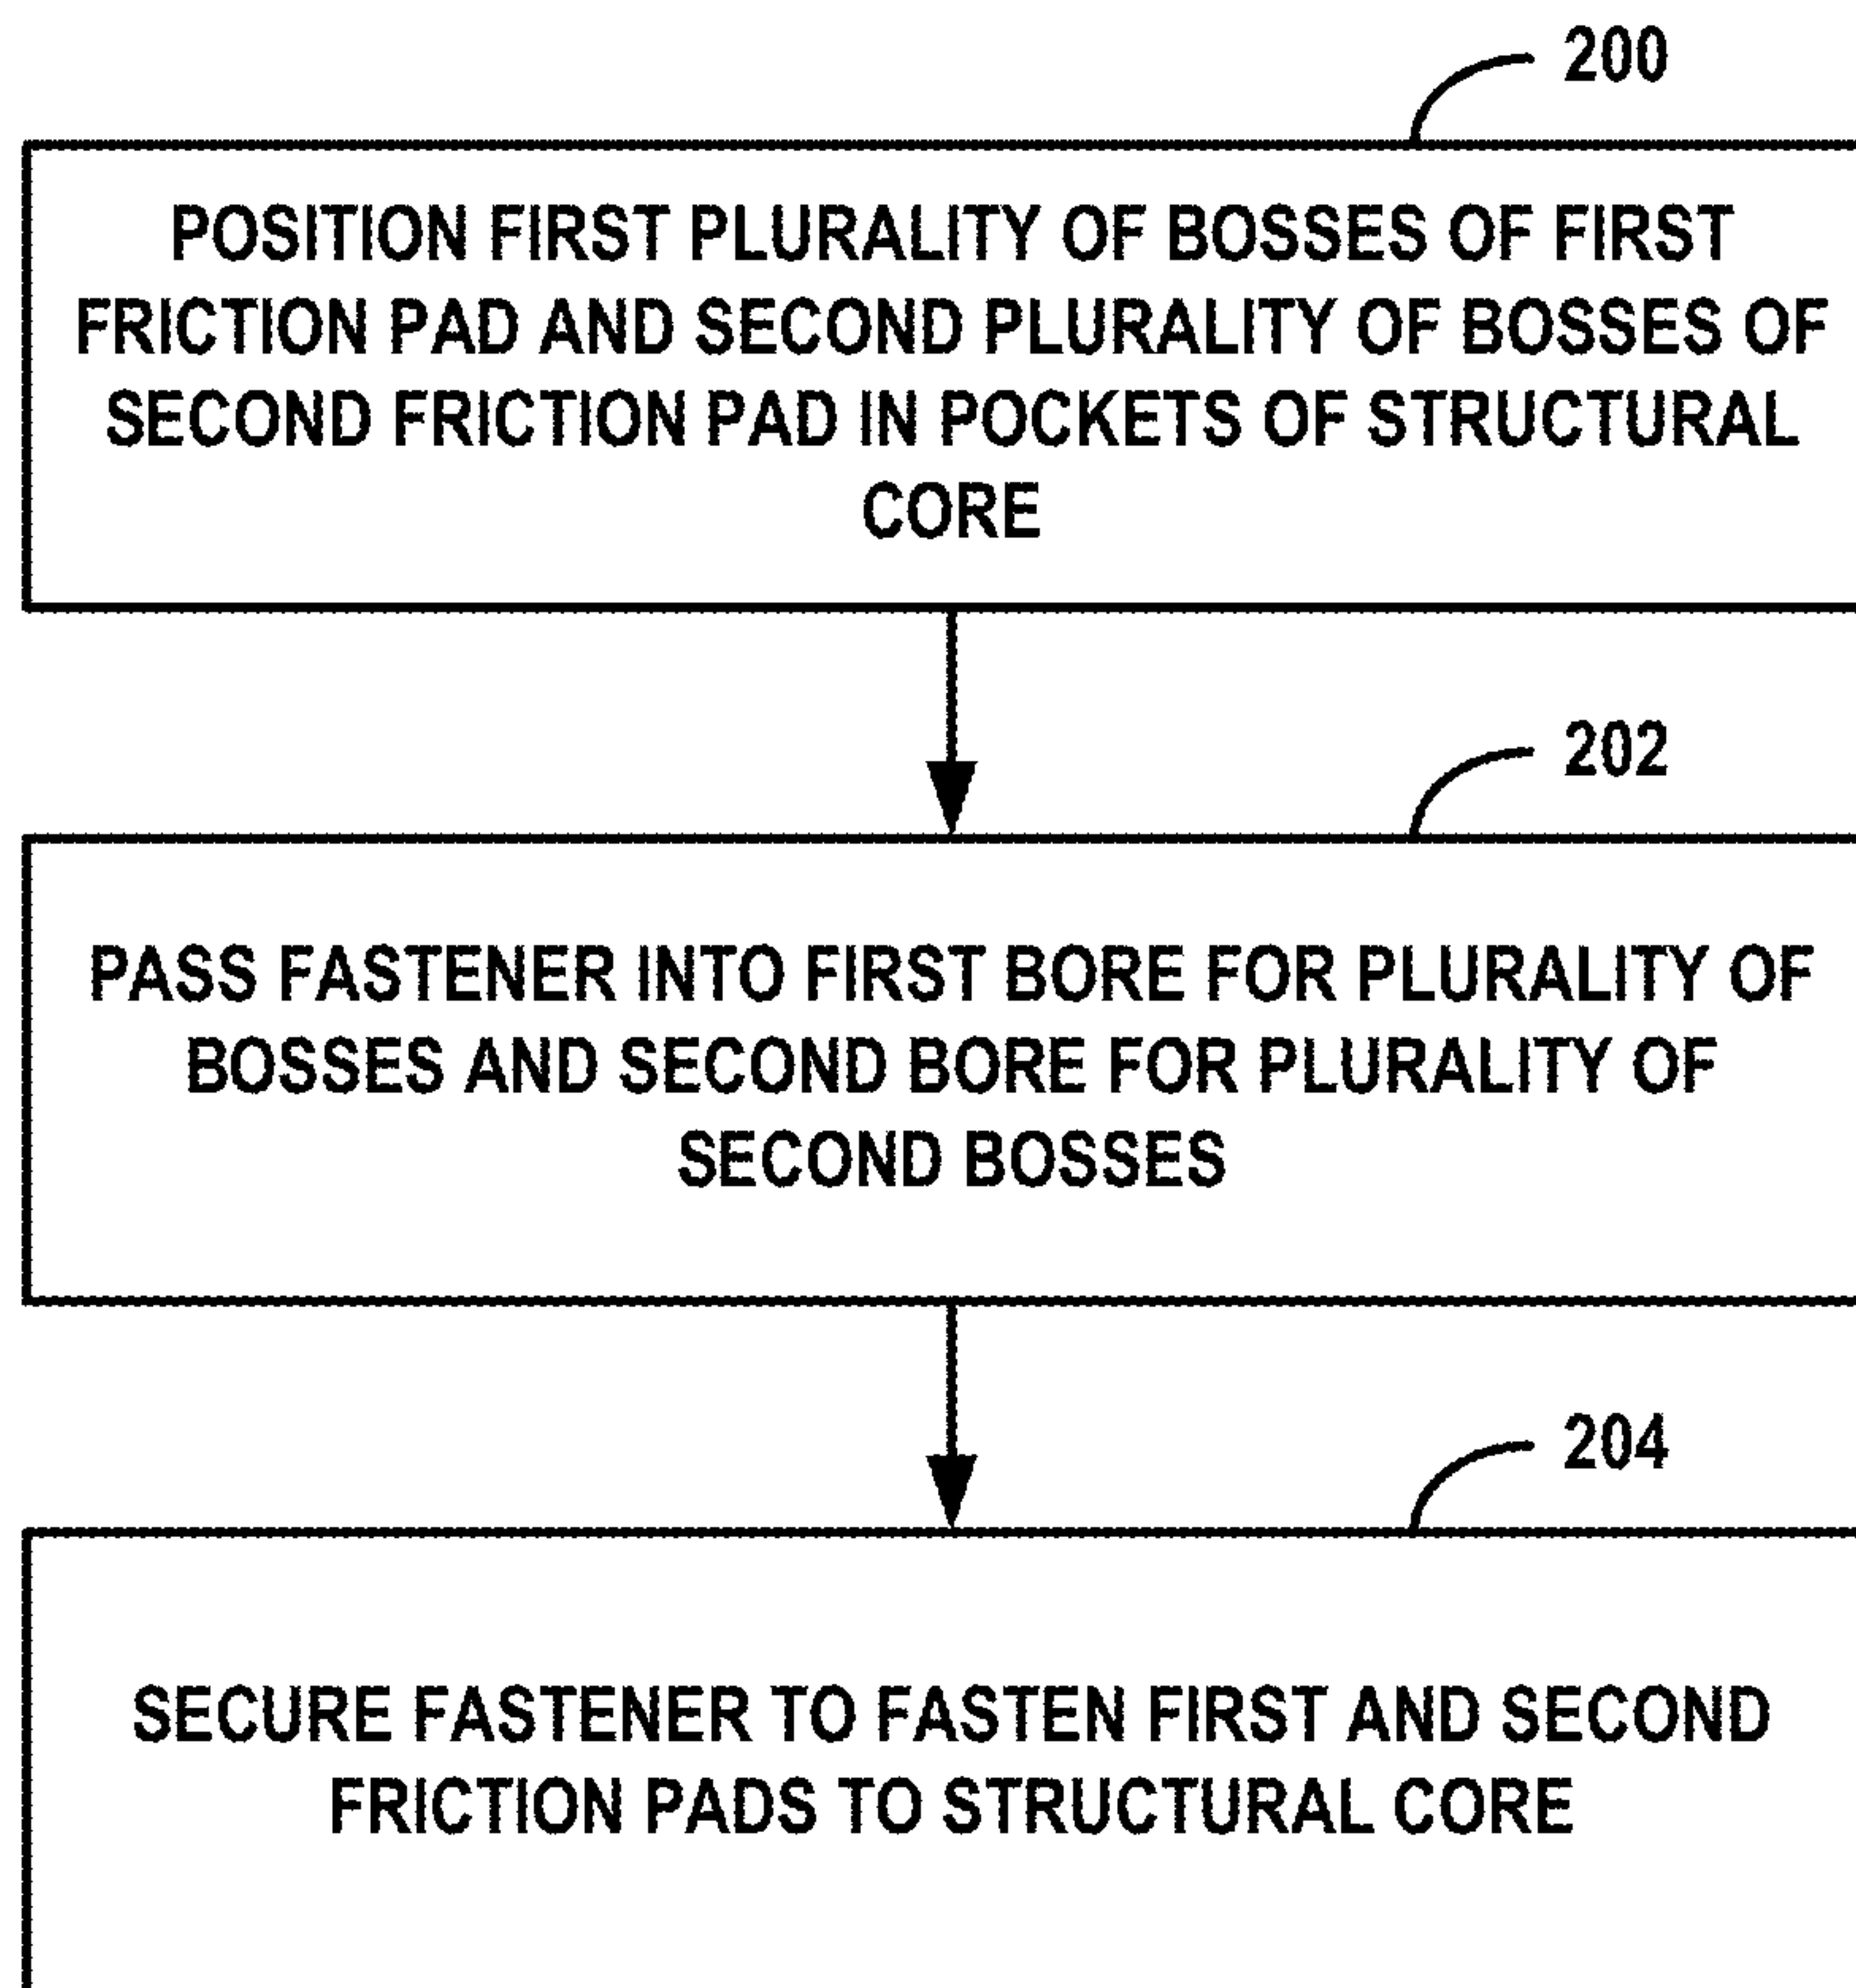 200
POSITION FIRST PLURALITY OF BOSSES OF FIRST
FRICTION PAD AND SECOND PLURALITY OF BOSSES OF
SECOND FRICTION PAD IN POCKETS OF STRUCTURAL
CORE
202
PASS FASTENER INTO FIRST BORE FOR PLURALITY OF
BOSSES AND SECOND BORE FOR PLURALITY OF
SECOND BOSSES
204
SECURE FASTENER TO FASTEN FIRST AND SECOND
FRICTION PADS TO STRUCTURAL CORE